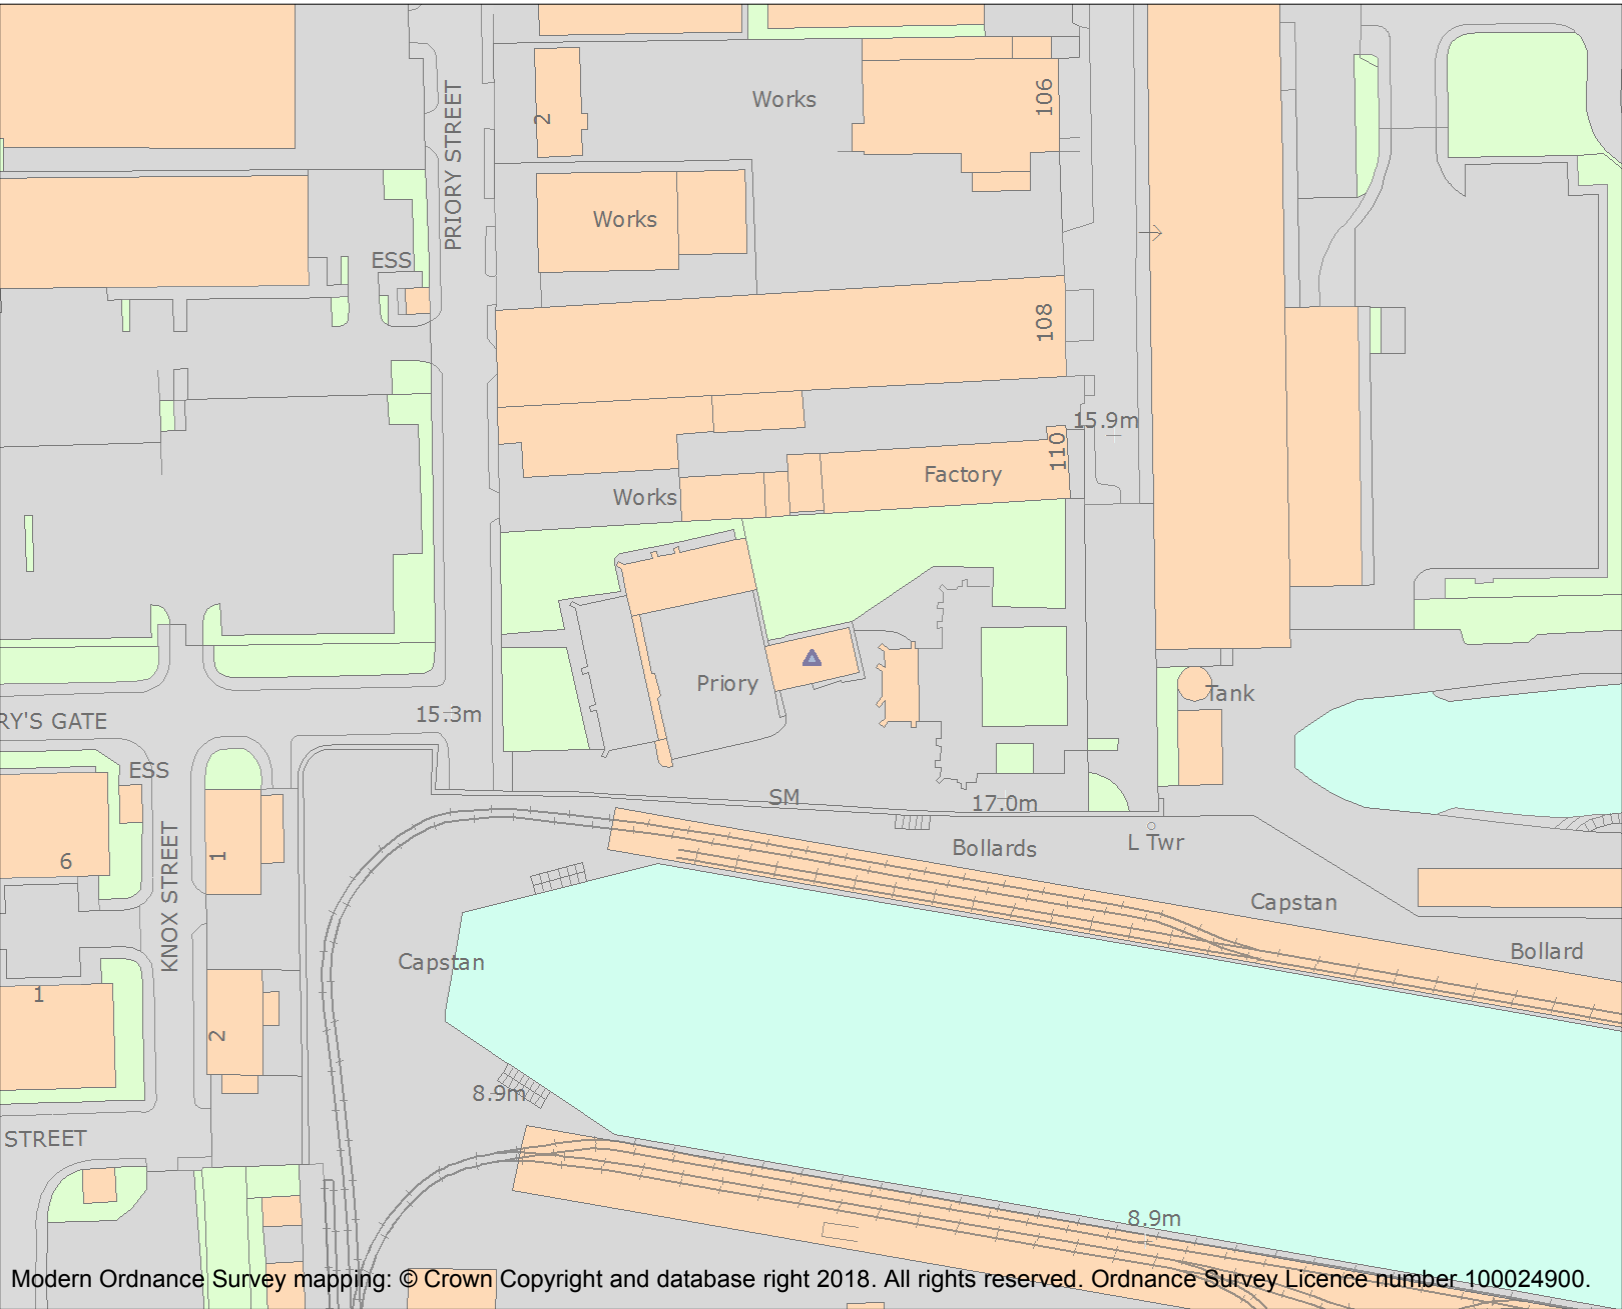 Works
106
2
PRIORY STREET
Works
ESS
108
15.9m
110
Factory
Works
Priory
Tank
15.3m
RY'S GATE
ESS
SM
17.0m
L Twr
Bollards
KNOX STREET
1
6
Capstan
Bollard
Capstan
1
2
8.9m
STREET
8.9m
Modern Ordnance Survey mapping: © Crown Copyright and database right 2018. All rights reserved. Ordnance Survey Licence number 100024900.